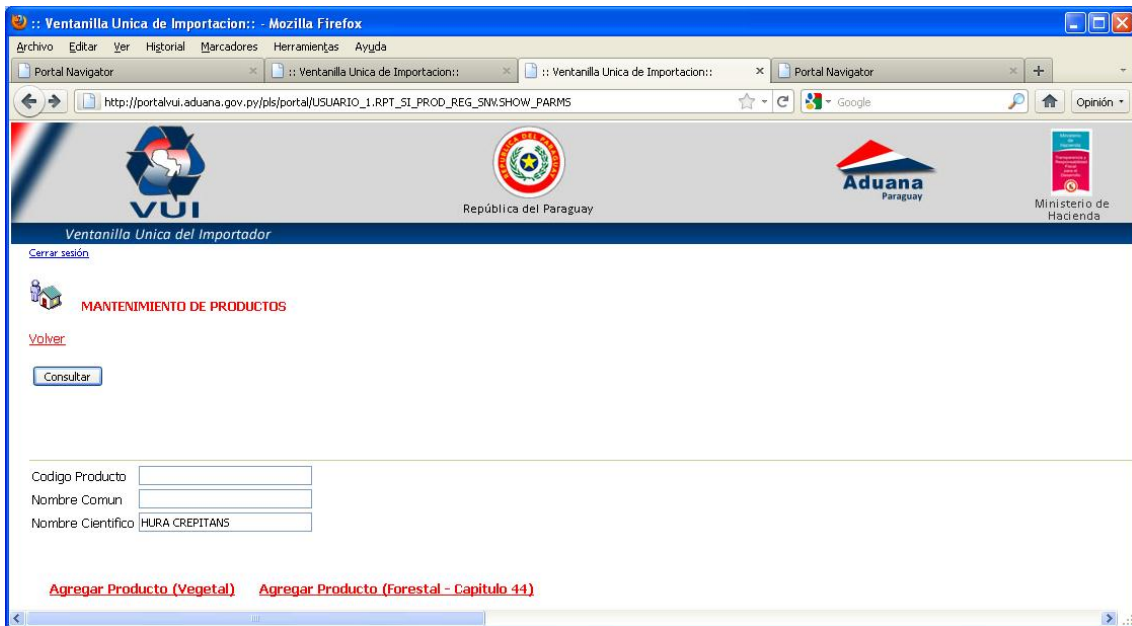 :: Ventanilla Unica de Importacion:: - Mozilla Firefox
Archivo Editar Ver Historial Marcadores Herramientas Ayuda
Portal Navigator × :: Ventanilla Unica de Importacion:: × :: Ventanilla Unica de Importacion:: × Portal Navigator × +
http://portalvui.aduana.gov.py/pls/portal/USUARIO_1.RPT_SI_PROD_REG_SNV.SHOW_PARMS Google Opinión
VUI
REPUBLICA DEL PARAGUAY
República del Paraguay
Aduana
Paraguay
Ministerio de
Hacienda
Ventanilla Unica del Importador
Cerrar sesión
MANTENIMIENTO DE PRODUCTOS
Volver
Consultar
Codigo Producto
Nombre Comun
Nombre Cientifico HURA CREPITANS
Agregar Producto (Vegetal) Agregar Producto (Forestal - Capitulo 44)